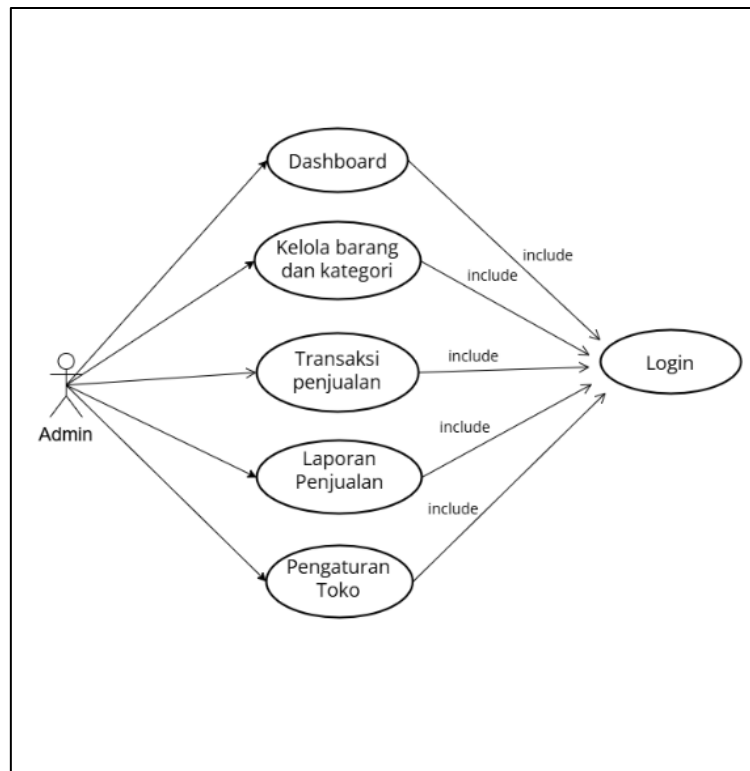 Dashboard
include
Kelola barang
dan kategori
include
Transaksi
penjualan
include
Login
Admin
Laporan
Penjualan
include
Pengaturan
Toko
include